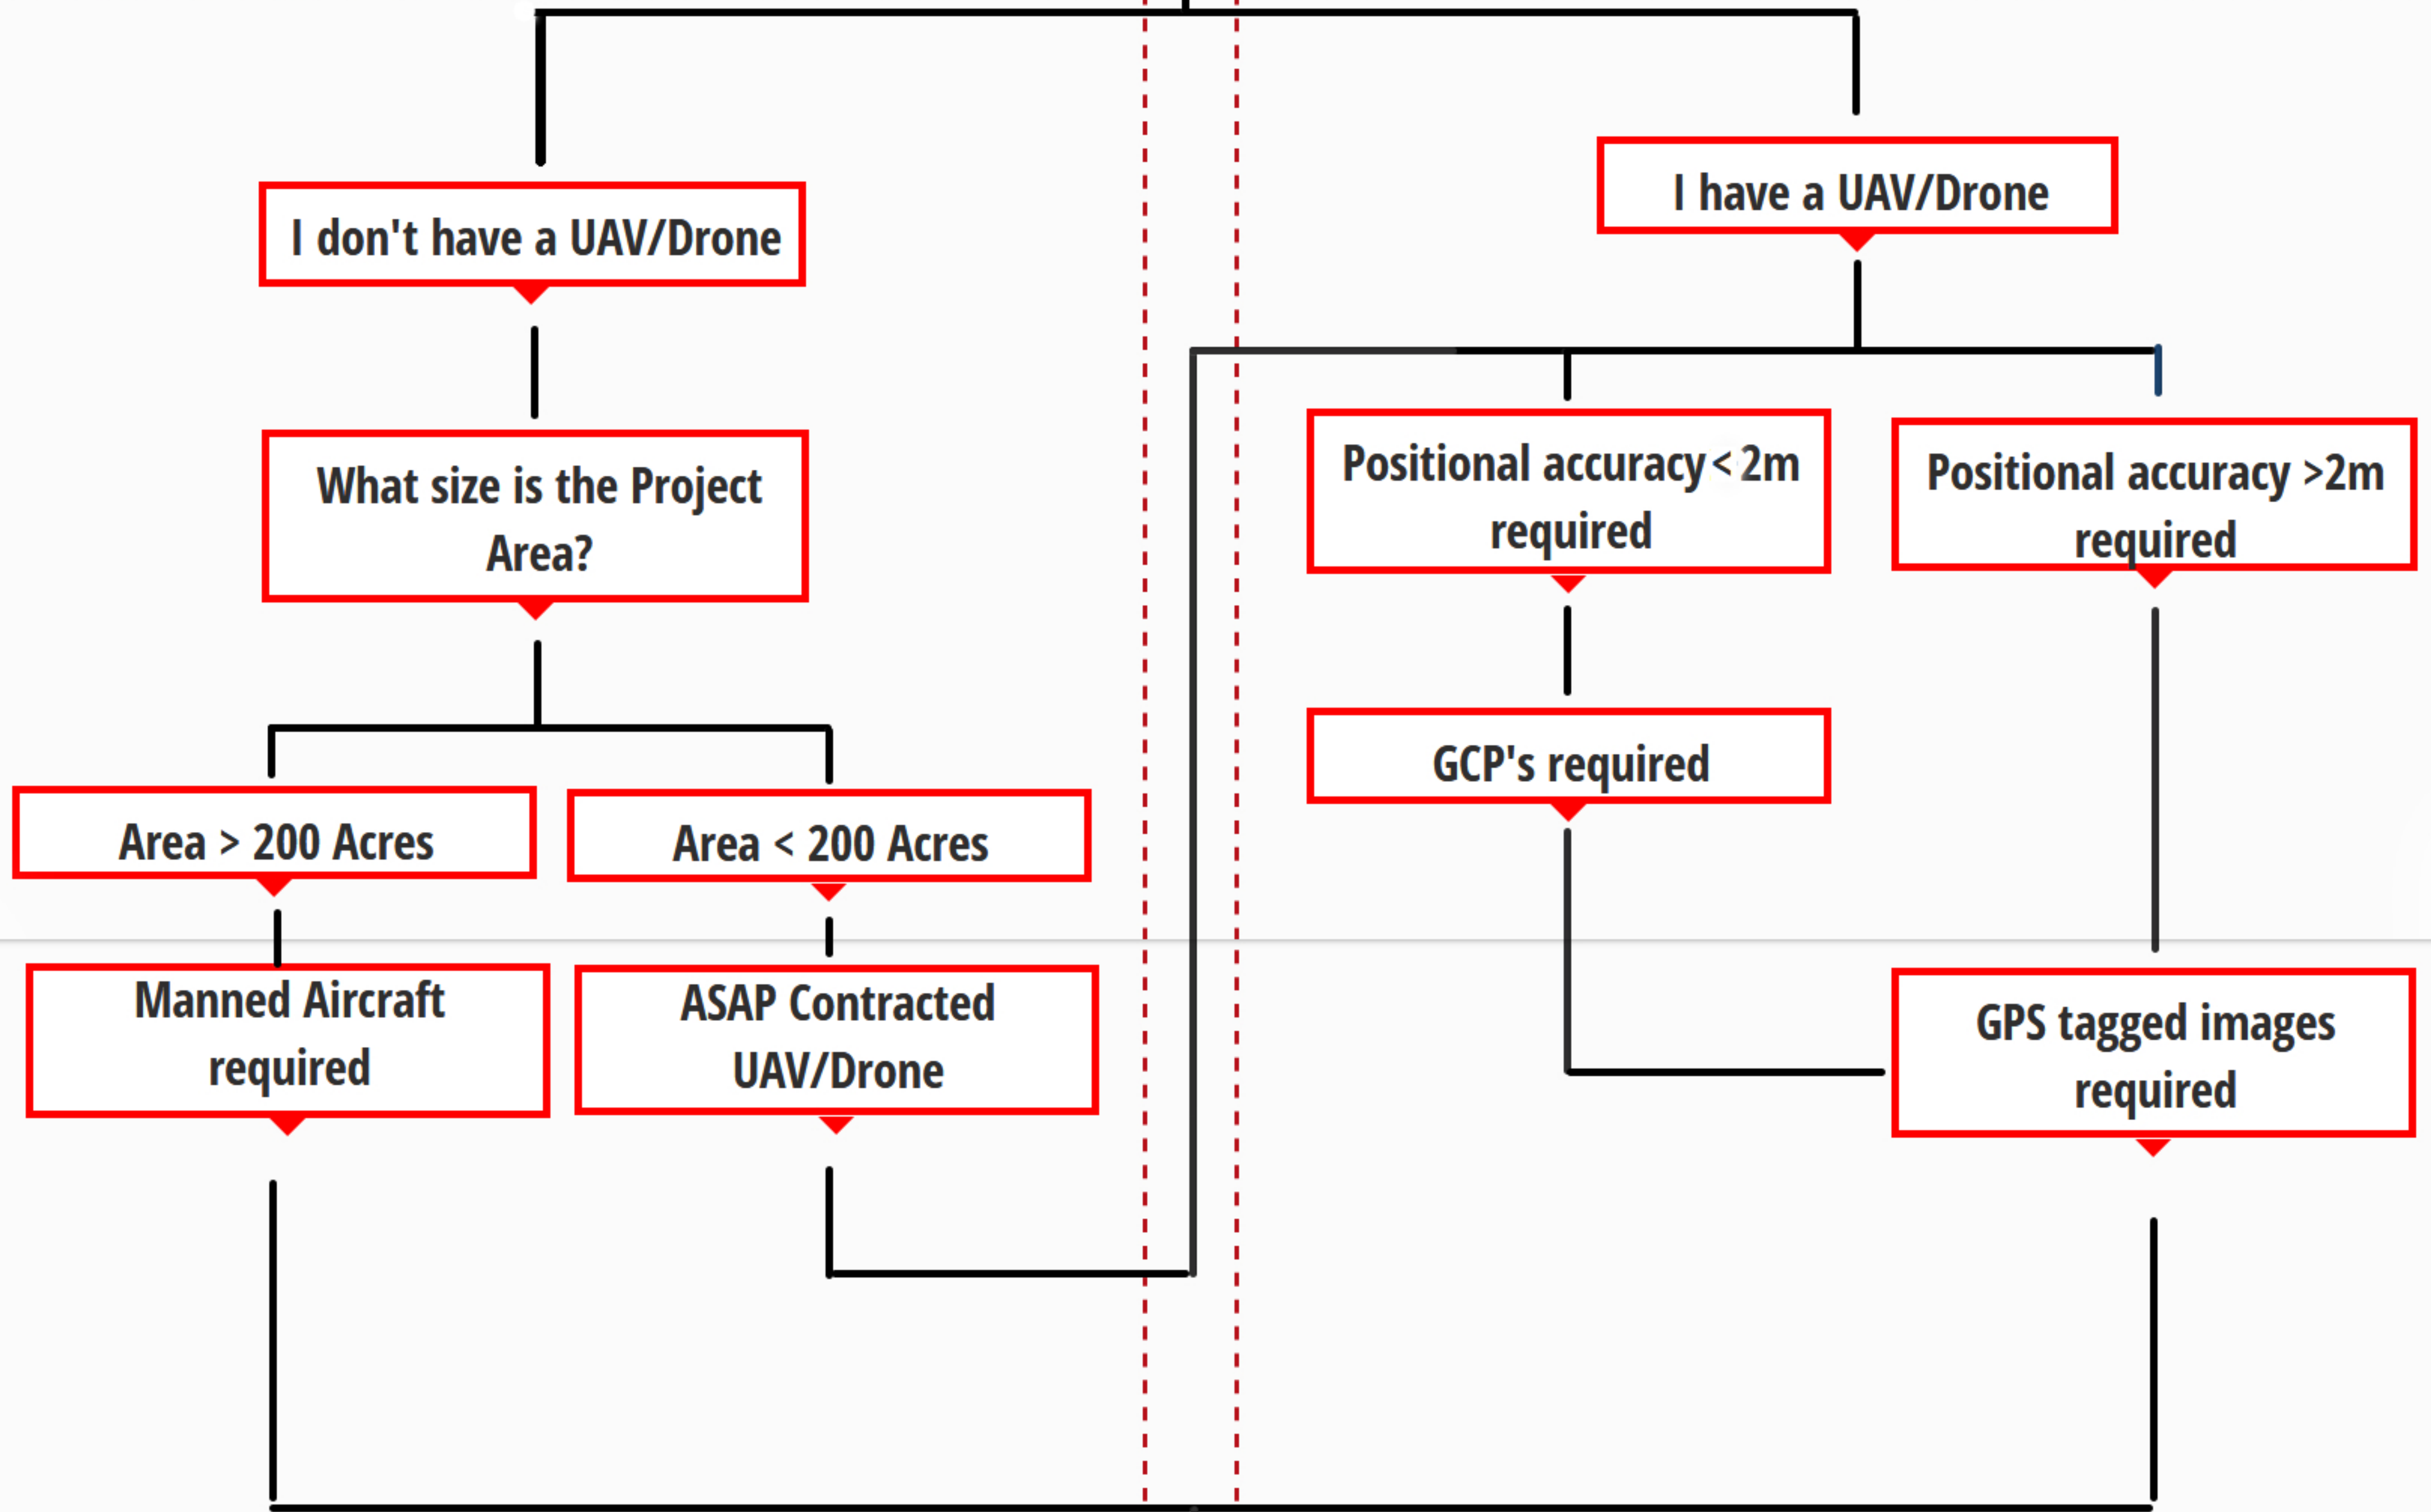 I have a UAV/Drone
I don't have a UAV/Drone
Positional accuracy < 2m
required
Positional accuracy >2m
required
What size is the Project
Area?
GCP's required
Area > 200 Acres
Area < 200 Acres
Manned Aircraft
required
ASAP Contracted
UAV/Drone
GPS tagged images
required